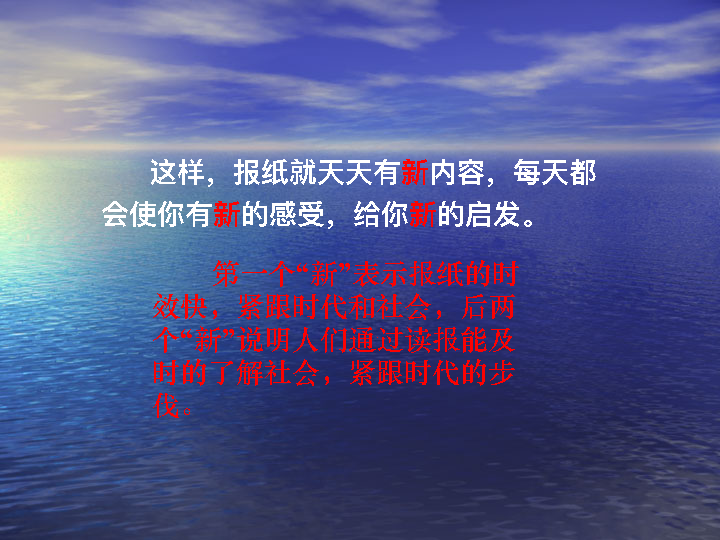 这样，报纸就天天有新内容，每天都
会使你有新的感受，给你新的启发。
第一个“新”表示报纸的时
效快，紧跟时代和社会，后两
个“新”说明人们通过读报能及
时的了解社会，紧跟时代的步
伐。